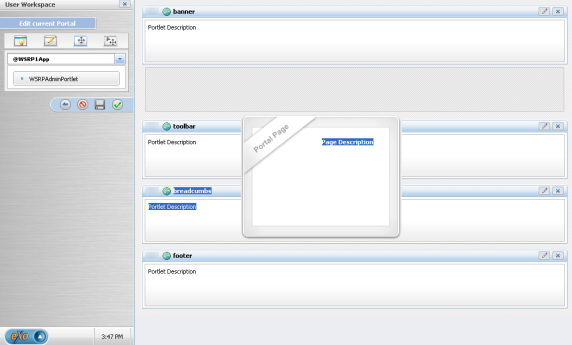 User Workspace
Edit current Portal
@WSRP1App
WSRPAdminPortlet
eXo
3:47 PM
banner
Portlet Description
toolbar
Portlet Description
Portal Page
Page Description
breadcumbs
Portlet Description
footer
Portlet Description